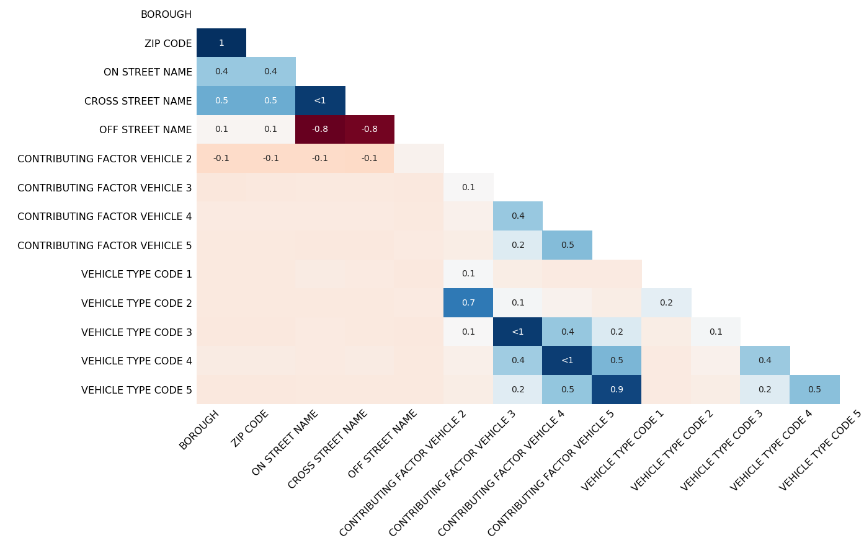 BOROUGH
ZIP CODE 1
ON STREET NAME 0.4 0.4
CROSS STREET NAME 0.5 0.5 <1
OFF STREET NAME 0.1 0.1 -0.8 -0.8
CONTRIBUTING FACTOR VEHICLE 2 -0.1 -0.1 -0.1 -0.1
CONTRIBUTING FACTOR VEHICLE 3 0.1
CONTRIBUTING FACTOR VEHICLE 4 0.4
CONTRIBUTING FACTOR VEHICLE 5 0.2 0.5
VEHICLE TYPE CODE 1 0.1
VEHICLE TYPE CODE 2 0.7 0.1 0.2
VEHICLE TYPE CODE 3 0.1 <1 0.4 0.2 0.1
VEHICLE TYPE CODE 4 0.4 <1 0.5 0.4
VEHICLE TYPE CODE 5 0.2 0.5 0.9 0.2 0.5
BOROUGH
ZIP CODE
ON STREET NAME
CROSS STREET NAME
OFF STREET NAME
CONTRIBUTING FACTOR VEHICLE 2
CONTRIBUTING FACTOR VEHICLE 3
CONTRIBUTING FACTOR VEHICLE 4
CONTRIBUTING FACTOR VEHICLE 5
VEHICLE TYPE CODE 1
VEHICLE TYPE CODE 2
VEHICLE TYPE CODE 3
VEHICLE TYPE CODE 4
VEHICLE TYPE CODE 5